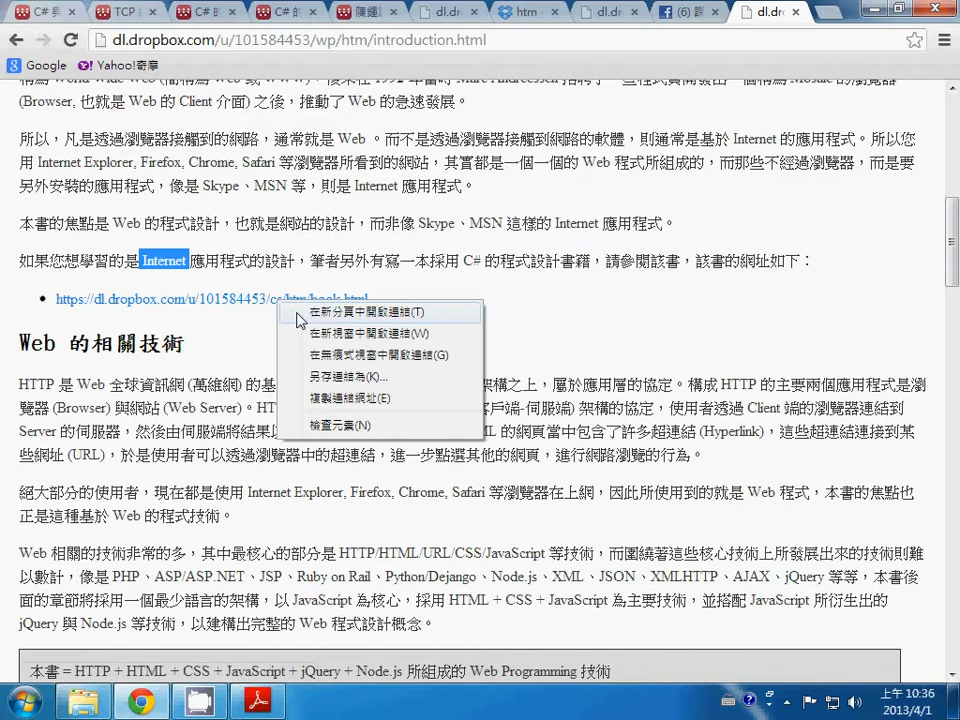 C# 與
TCP
C# 的
C# 的
陳鍾
dl.dr
htm -
dl.dr
(6) 課
dl.dr
dl.dropbox.com/u/101584453/wp/htm/introduction.html
Google Yahoo!奇摩
(Browser, 也就是 Web 的 Client 介面) 之後，推動了 Web 的急速發展。
所以，凡是透過瀏覽器接觸到的網路，通常就是 Web 。而不是透過瀏覽器接觸到網路的軟體，則通常是基於 Internet 的應用程式。所以您
用 Internet Explorer, Firefox, Chrome, Safari 等瀏覽器所看到的網站，其實都是一個一個的 Web 程式所組成的，而那些不經過瀏覽器，而是要
另外安裝的應用程式，像是 Skype、MSN 等，則是 Internet 應用程式。
本書的焦點是 Web 的程式設計，也就是網站的設計，而非像 Skype、MSN 這樣的 Internet 應用程式。
如果您想學習的是 Internet 應用程式的設計，筆者另外有寫一本採用 C# 的程式設計書籍，請參閱該書，該書的網址如下：
https://dl.dropbox.com/u/101584453/cs/htm/book.html
在新分頁中開啟連結(T)
在新視窗中開啟連結(W)
在無痕式視窗中開啟連結(G)
另存連結為(K)...
複製連結網址(E)
檢查元素(N)
Web 的相關技術
HTTP 是 Web 全球資訊網 (萬維網) 的基 架構之上，屬於應用層的協定。構成 HTTP 的主要兩個應用程式是瀏
覽器 (Browser) 與網站 (Web Server)。HT 客戶端-伺服端) 架構的協定，使用者透過 Client 端的瀏覽器連結到
Server 的伺服器，然後由伺服端將結果以 ML 的網頁當中包含了許多超連結 (Hyperlink)，這些超連結連接到某
些網址 (URL)，於是使用者可以透過瀏覽器中的超連結，進一步點選其他的網頁，進行網路瀏覽的行為。
絕大部分的使用者，現在都是使用 Internet Explorer, Firefox, Chrome, Safari 等瀏覽器在上網，因此所使用到的就是 Web 程式，本書的焦點也
正是這種基於 Web 的程式技術。
Web 相關的技術非常的多，其中最核心的部分是 HTTP/HTML/URL/CSS/JavaScript 等技術，而圍繞著這些核心技術上所發展出來的技術則難
以數計，像是 PHP、ASP/ASP.NET、JSP、Ruby on Rail、Python/Dejango、Node.js、XML、JSON、XMLHTTP、AJAX、jQuery 等等，本書後
面的章節將採用一個最少語言的架構，以 JavaScript 為核心，採用 HTML + CSS + JavaScript 為主要技術，並搭配 JavaScript 所衍生出的
jQuery 與 Node.js 等技術，以建構出完整的 Web 程式設計概念。
本書 = HTTP + HTML + CSS + JavaScript + jQuery + Node.js 所組成的 Web Programming 技術
上午 10:36
2013/4/1